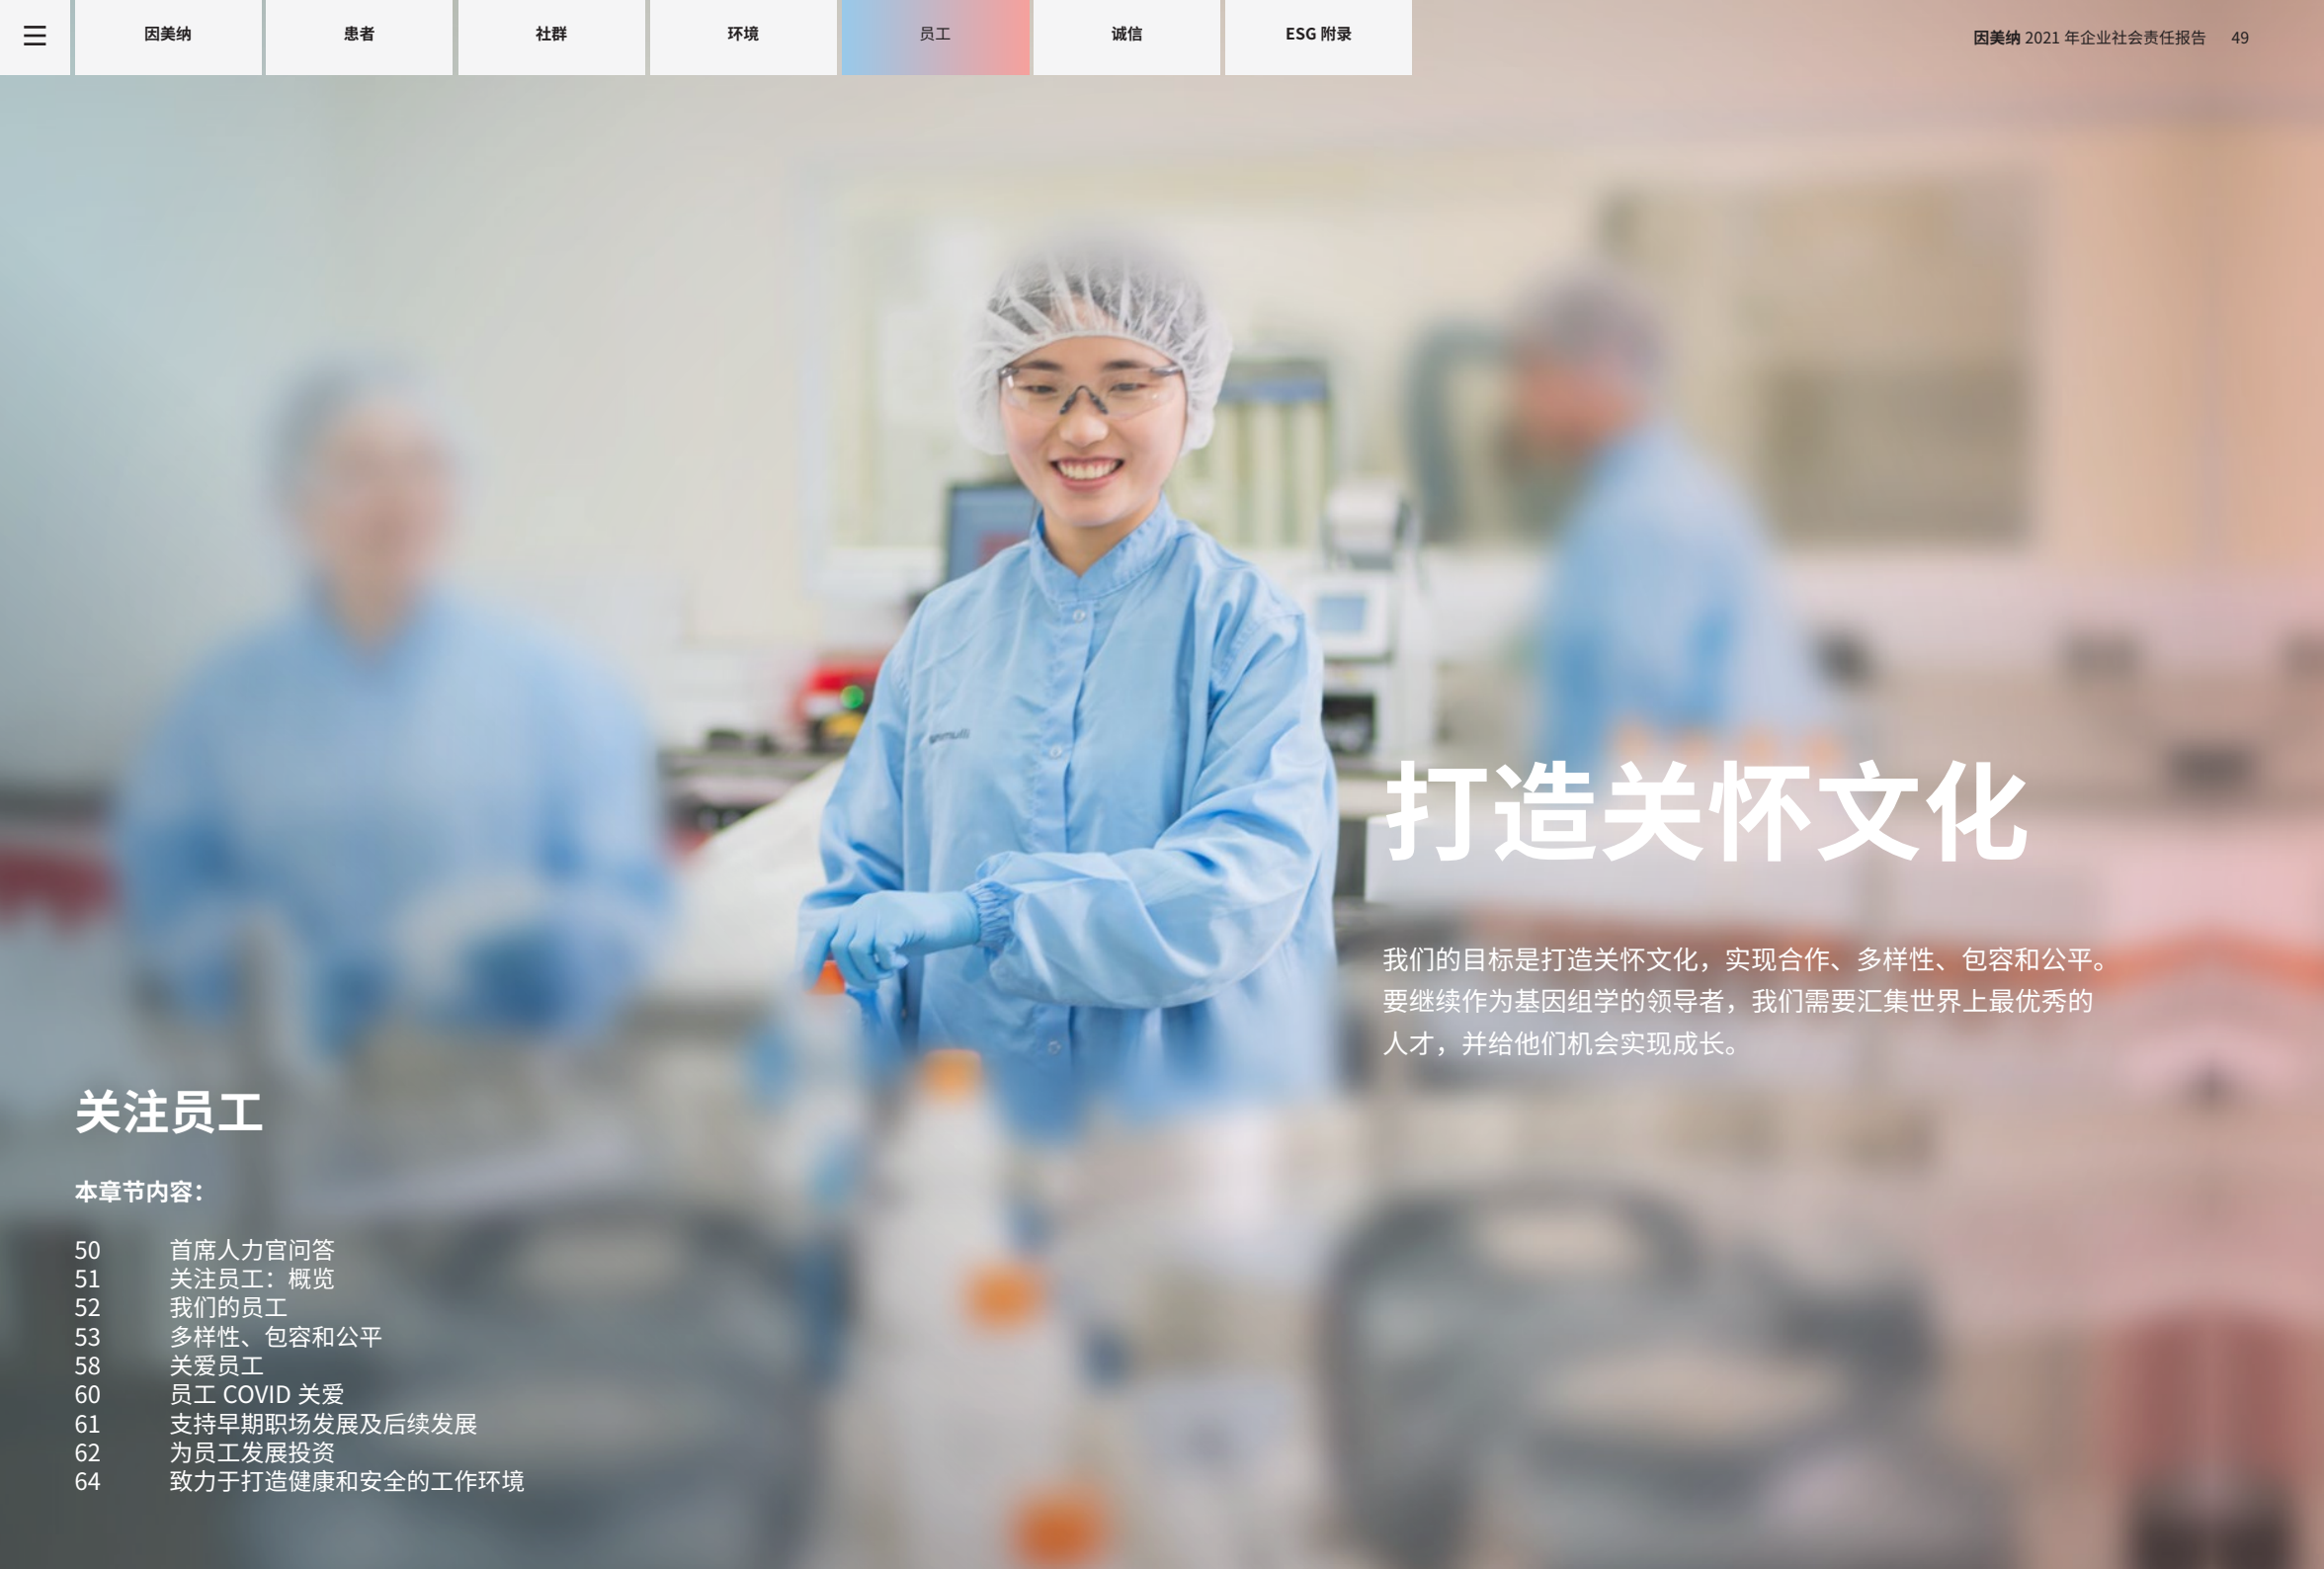 因美纳
患者
社群
环境
员工
诚信
ESG 附录
因美纳 2021 年企业社会责任报告 49
打造关怀文化
我们的目标是打造关怀文化，实现合作、多样性、包容和公平。
要继续作为基因组学的领导者，我们需要汇集世界上最优秀的
人才，并给他们机会实现成长。
关注员工
本章节内容：
50 首席人力官问答
51 关注员工：概览
52 我们的员工
53 多样性、包容和公平
58 关爱员工
60 员工 COVID 关爱
61 支持早期职场发展及后续发展
62 为员工发展投资
64 致力于打造健康和安全的工作环境